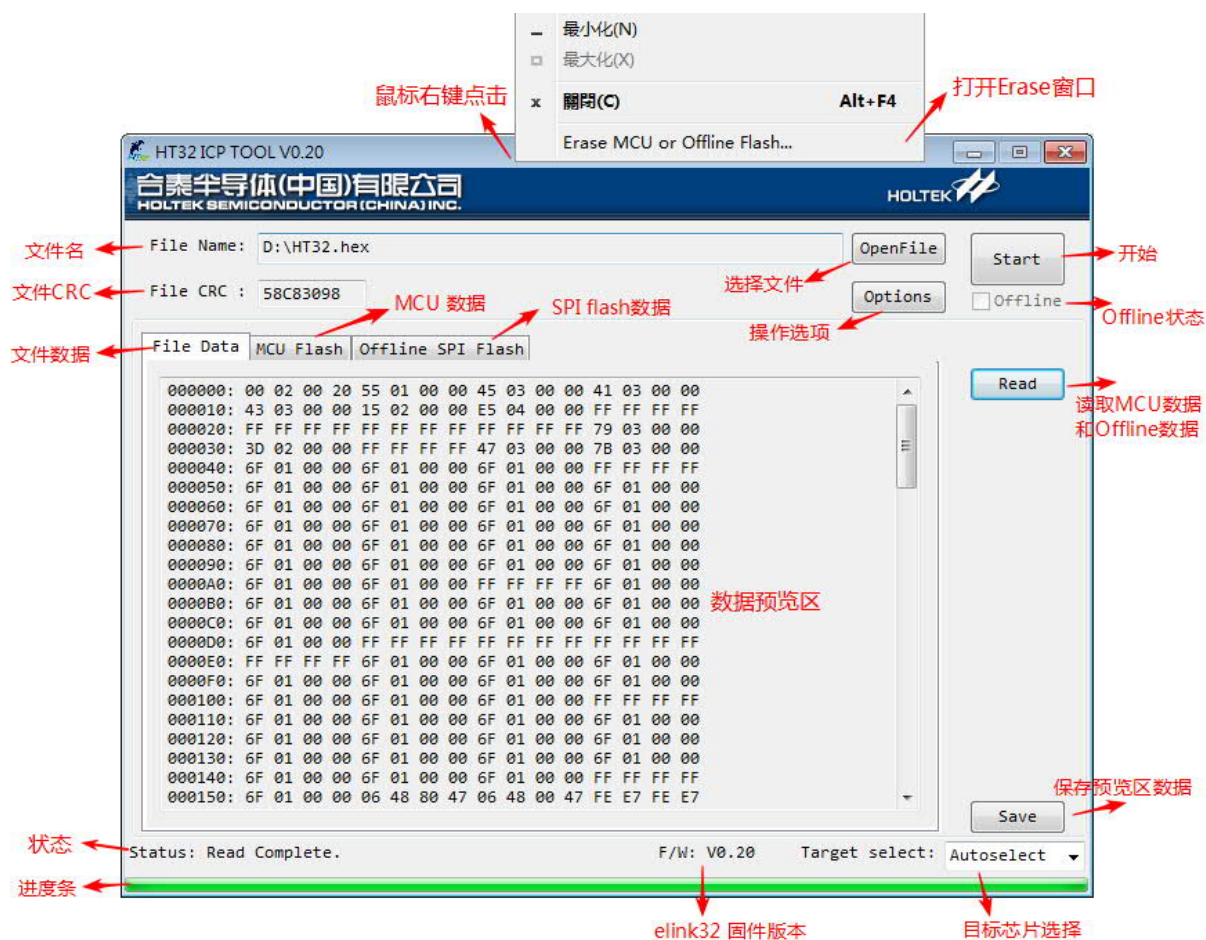 最小化(N)
最大化(X)
鼠标右键点击
關閉(C) Alt+F4
打开Erase窗口
Erase MCU or Offline Flash...
HT32 ICP TOOL V0.20
合泰半导体(中国)有限公司
HOLTEK SEMICONDUCTOR (CHINA) INC.
HOLTEK
文件名
File Name: D:\HT32.hex
OpenFile
Start
开始
选择文件
文件CRC
File CRC : 58C83098
MCU 数据
SPI flash数据
Options
Offline
Offline状态
操作选项
文件数据
File Data MCU Flash Offline SPI Flash
Read
读取MCU数据
和Offline数据
000000: 00 02 00 20 55 01 00 00 45 03 00 00 41 03 00 00
000010: 43 03 00 00 15 02 00 00 E5 04 00 00 FF FF FF FF
000020: FF FF FF FF FF FF FF FF FF FF FF FF 79 03 00 00
000030: 3D 02 00 00 FF FF FF FF 47 03 00 00 7B 03 00 00
000040: 6F 01 00 00 6F 01 00 00 6F 01 00 00 FF FF FF FF
000050: 6F 01 00 00 6F 01 00 00 6F 01 00 00 6F 01 00 00
000060: 6F 01 00 00 6F 01 00 00 6F 01 00 00 6F 01 00 00
000070: 6F 01 00 00 6F 01 00 00 6F 01 00 00 6F 01 00 00
000080: 6F 01 00 00 6F 01 00 00 6F 01 00 00 6F 01 00 00
000090: 6F 01 00 00 6F 01 00 00 6F 01 00 00 6F 01 00 00
0000A0: 6F 01 00 00 6F 01 00 00 FF FF FF FF 6F 01 00 00
0000B0: 6F 01 00 00 6F 01 00 00 6F 01 00 00 6F 01 00 00
数据预览区
0000C0: 6F 01 00 00 6F 01 00 00 6F 01 00 00 6F 01 00 00
0000D0: 6F 01 00 00 FF FF FF FF FF FF FF FF FF FF FF FF
0000E0: FF FF FF FF 6F 01 00 00 6F 01 00 00 6F 01 00 00
0000F0: 6F 01 00 00 6F 01 00 00 6F 01 00 00 6F 01 00 00
000100: 6F 01 00 00 6F 01 00 00 6F 01 00 00 FF FF FF FF
000110: 6F 01 00 00 6F 01 00 00 6F 01 00 00 6F 01 00 00
000120: 6F 01 00 00 6F 01 00 00 6F 01 00 00 6F 01 00 00
000130: 6F 01 00 00 6F 01 00 00 6F 01 00 00 6F 01 00 00
000140: 6F 01 00 00 6F 01 00 00 6F 01 00 00 FF FF FF FF
000150: 6F 01 00 00 06 48 80 47 06 48 00 47 FE E7 FE E7
保存预览区数据
Save
状态
Status: Read Complete.
F/W: V0.20
Target select: Autoselect
进度条
elink32 固件版本
目标芯片选择